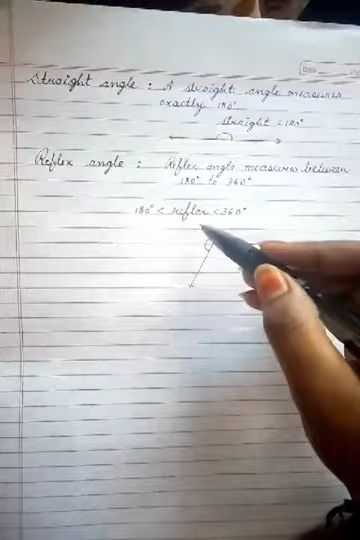 Straight angle : A straight angle measures
exactly 180°
straight = 180°
Reflex angle : Reflex angle measures between
180° to 360°
180° < reflex < 360°